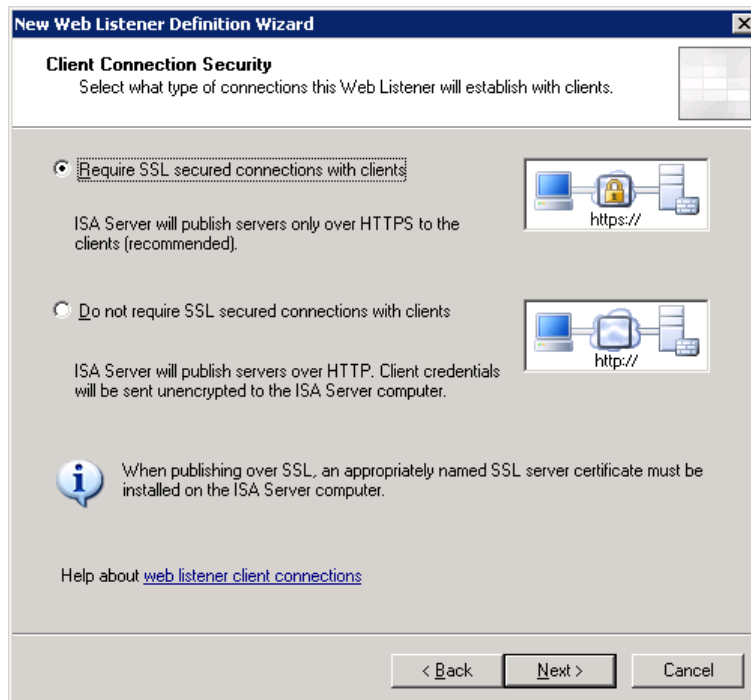 New Web Listener Definition Wizard
Client Connection Security
Select what type of connections this Web Listener will establish with clients.
Require SSL secured connections with clients
https://
ISA Server will publish servers only over HTTPS to the
clients (recommended).
Do not require SSL secured connections with clients
http://
ISA Server will publish servers over HTTP. Client credentials
will be sent unencrypted to the ISA Server computer.
When publishing over SSL, an appropriately named SSL server certificate must be
installed on the ISA Server computer.
Help about web listener client connections
< Back Next > Cancel